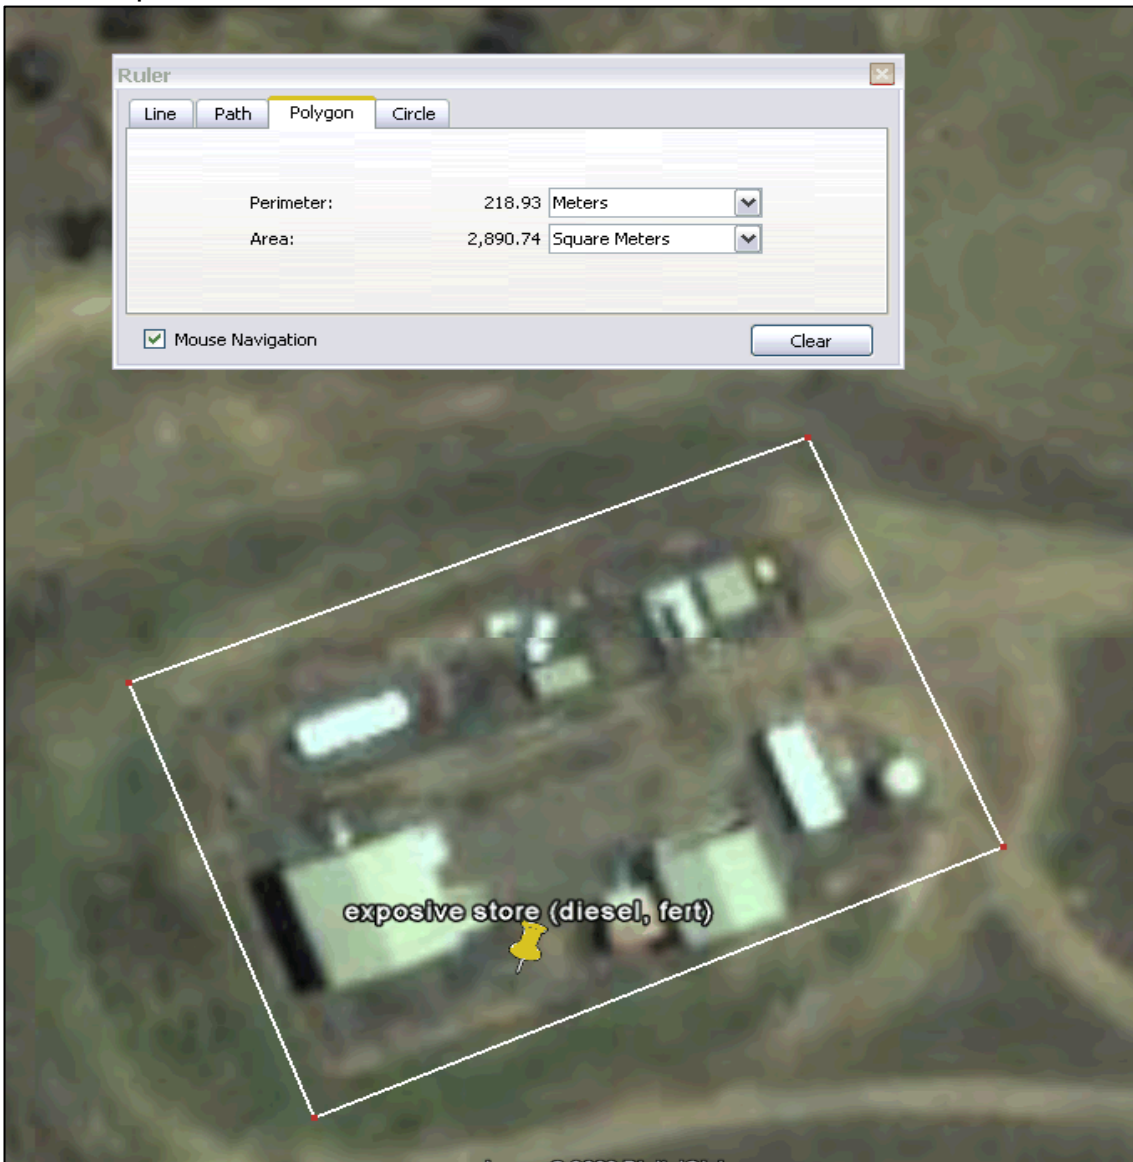 Ruler
Line Path Polygon Circle
Perimeter: 218.93 Meters
Area: 2,890.74 Square Meters
Mouse Navigation Clear
exposive store (diesel, fert)